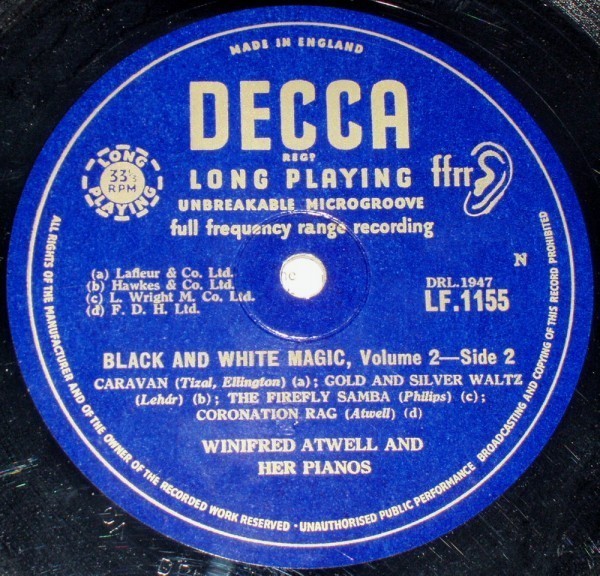 MADE IN ENGLAND
DECCA
REGD
LONG PLAYING
33⅓
RPM
LONG PLAYING
ffrr
UNBREAKABLE MICROGROOVE
full frequency range recording
(a) Lafleur & Co. Ltd.
(b) Hawkes & Co. Ltd.
(c) L. Wright M. Co. Ltd.
(d) F. D. H. Ltd.
N
DRL.1947
LF.1155
BLACK AND WHITE MAGIC, Volume 2—Side 2
CARAVAN (Tizal, Ellington) (a); GOLD AND SILVER WALTZ
(Lehár) (b); THE FIREFLY SAMBA (Philips) (c);
CORONATION RAG (Atwell) (d)
WINIFRED ATWELL AND
HER PIANOS
ALL RIGHTS OF THE MANUFACTURER AND OF THE OWNER OF THE RECORDED WORK RESERVED · UNAUTHORISED PUBLIC PERFORMANCE BROADCASTING AND COPYING OF THIS RECORD PROHIBITED